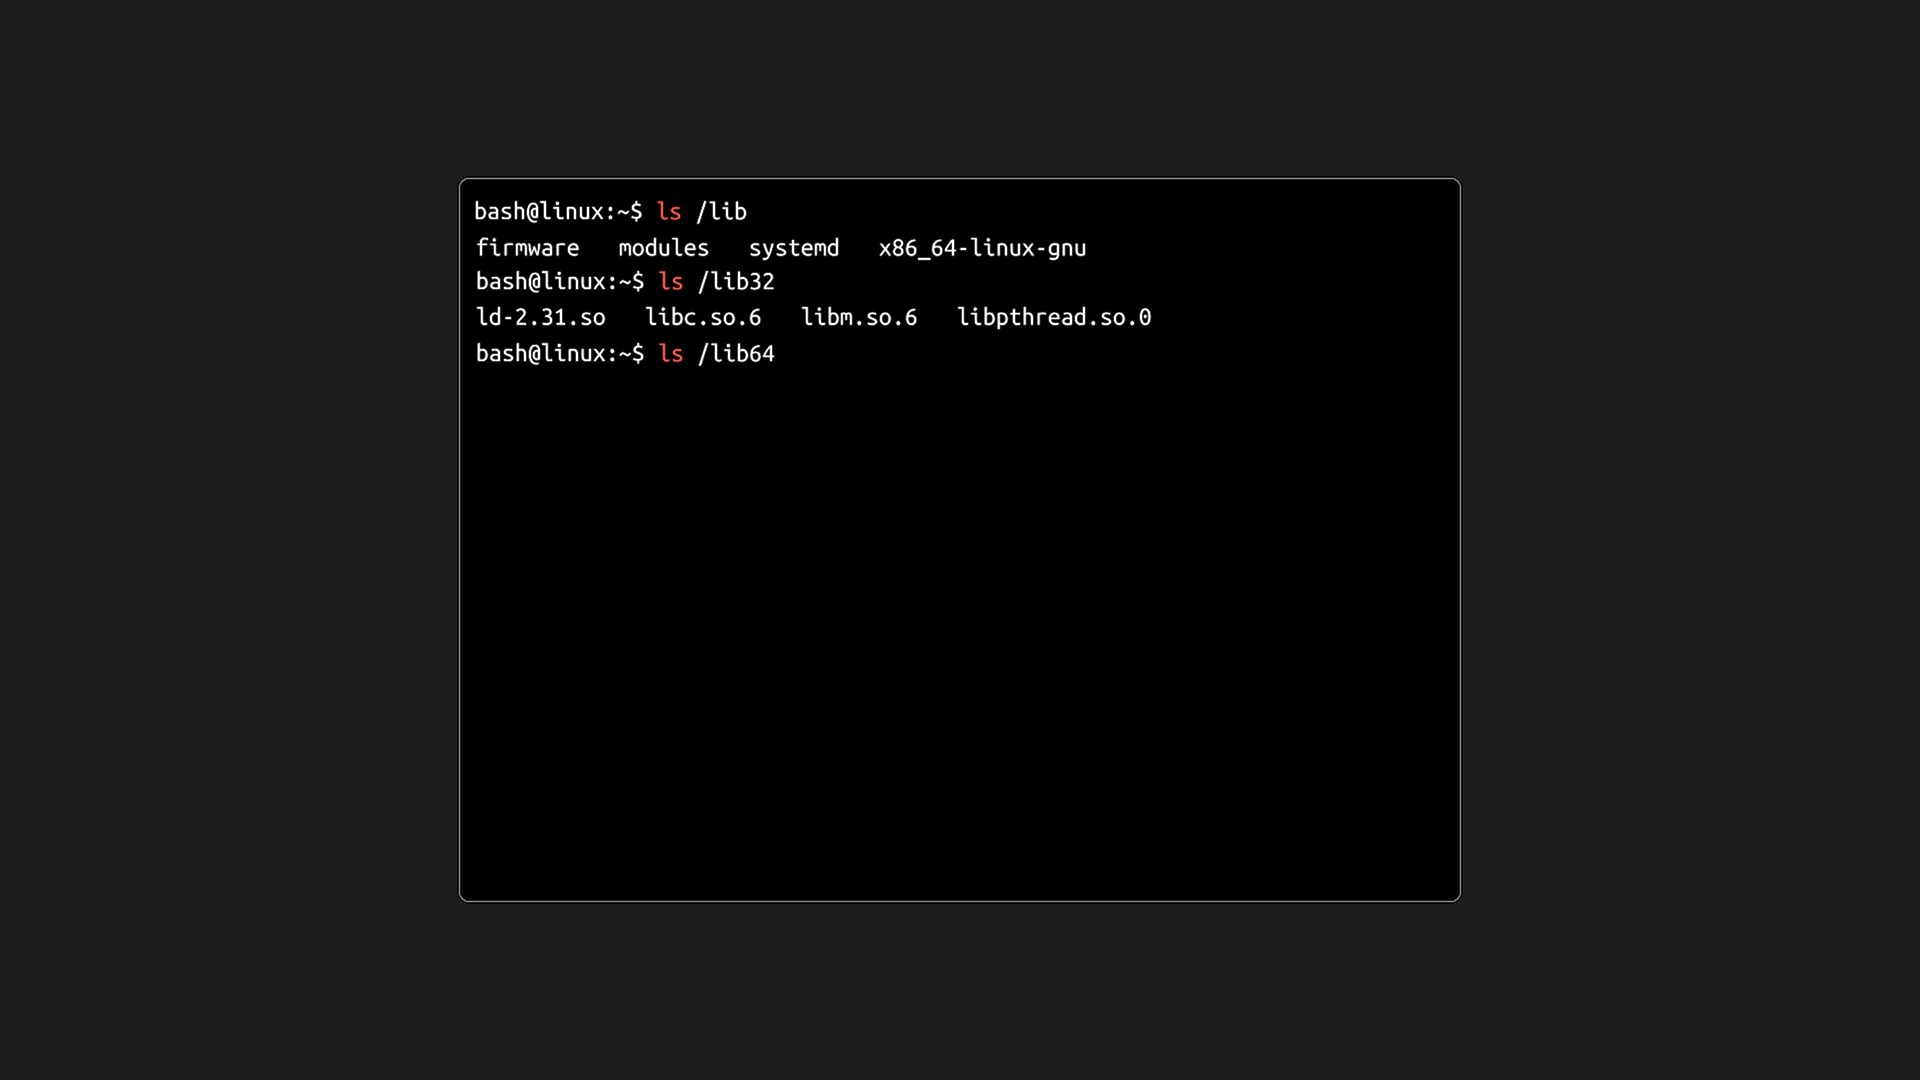 bash@linux:~$ ls /lib
firmware   modules   systemd   x86_64-linux-gnu
bash@linux:~$ ls /lib32
ld-2.31.so   libc.so.6   libm.so.6   libpthread.so.0
bash@linux:~$ ls /lib64